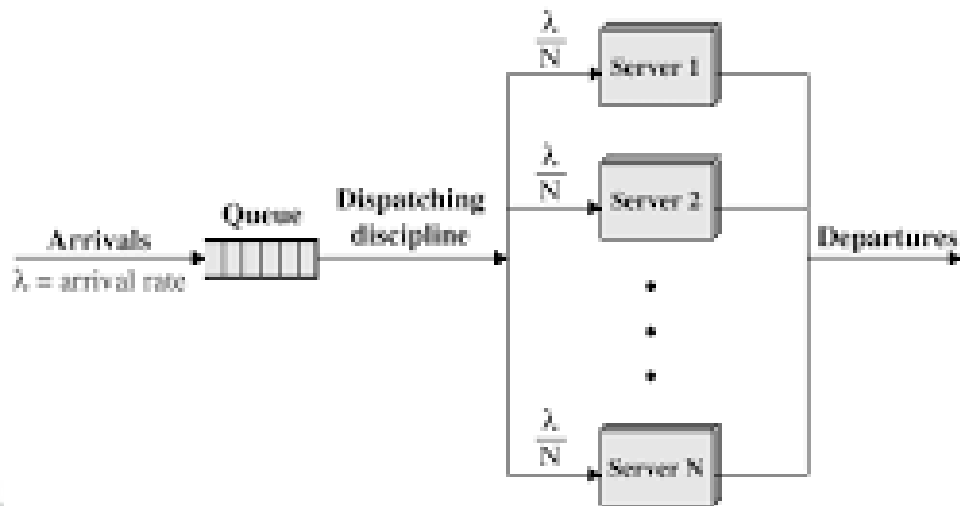 Arrivals
λ = arrival rate
Queue
Dispatching
discipline
λ
N
Server 1
λ
N
Server 2
λ
N
Server N
Departures